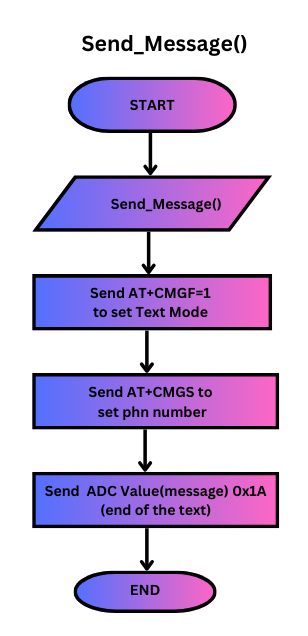 Send_Message()
START
Send_Message()
Send AT+CMGF=1
to set Text Mode
Send AT+CMGS to
set phn number
Send  ADC Value(message) 0x1A
(end of the text)
END